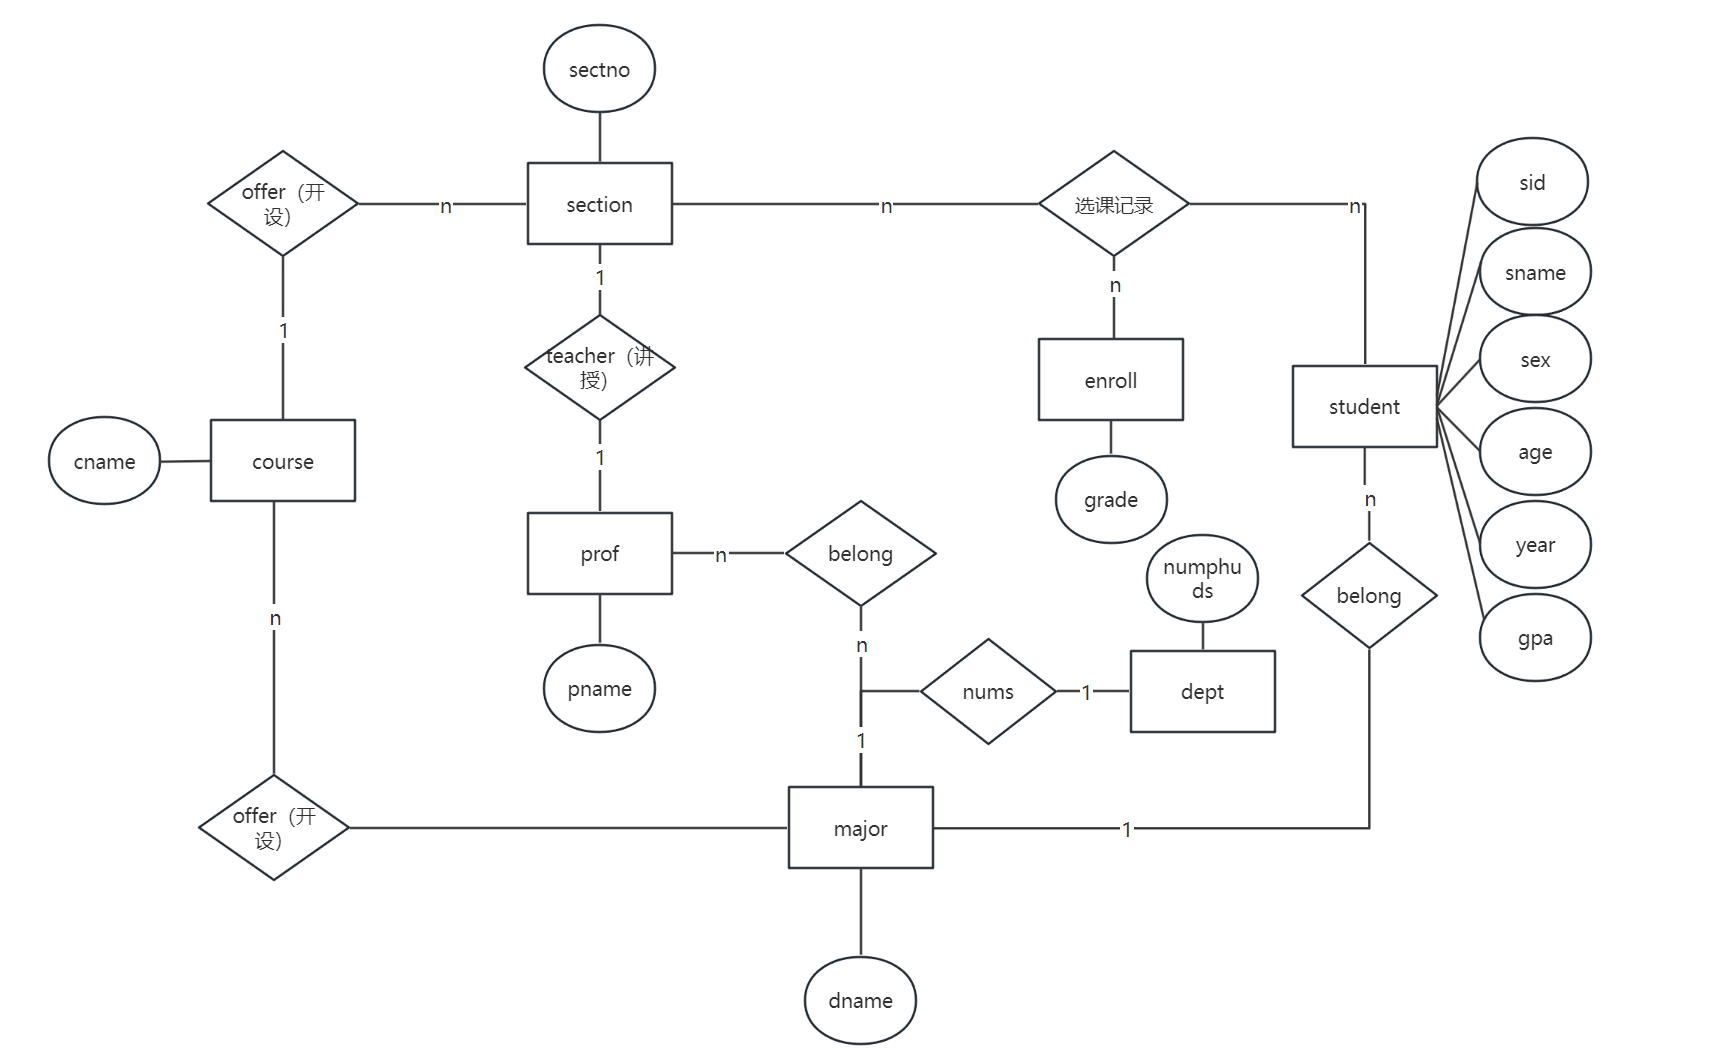 sectno
offer（开
设）
n
section
n
选课记录
n
sid
sname
sex
age
year
gpa
1
1
n
teacher（讲
授）
enroll
student
cname
course
1
grade
n
prof
n
belong
numphu
ds
belong
n
n
pname
nums
1
dept
1
offer（开
设）
major
1
dname